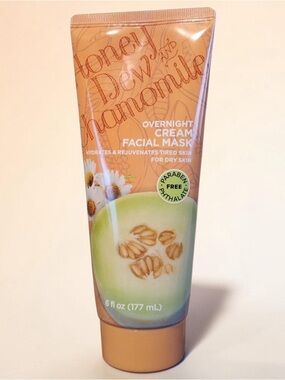 Honey
Dew And
Chamomile
OVERNIGHT
CREAM
FACIAL MASK
HYDRATES & REJUVENATES TIRED SKIN
FOR DRY SKIN
PARABEN
FREE
PHTHALATE
6 fl oz (177 mL)